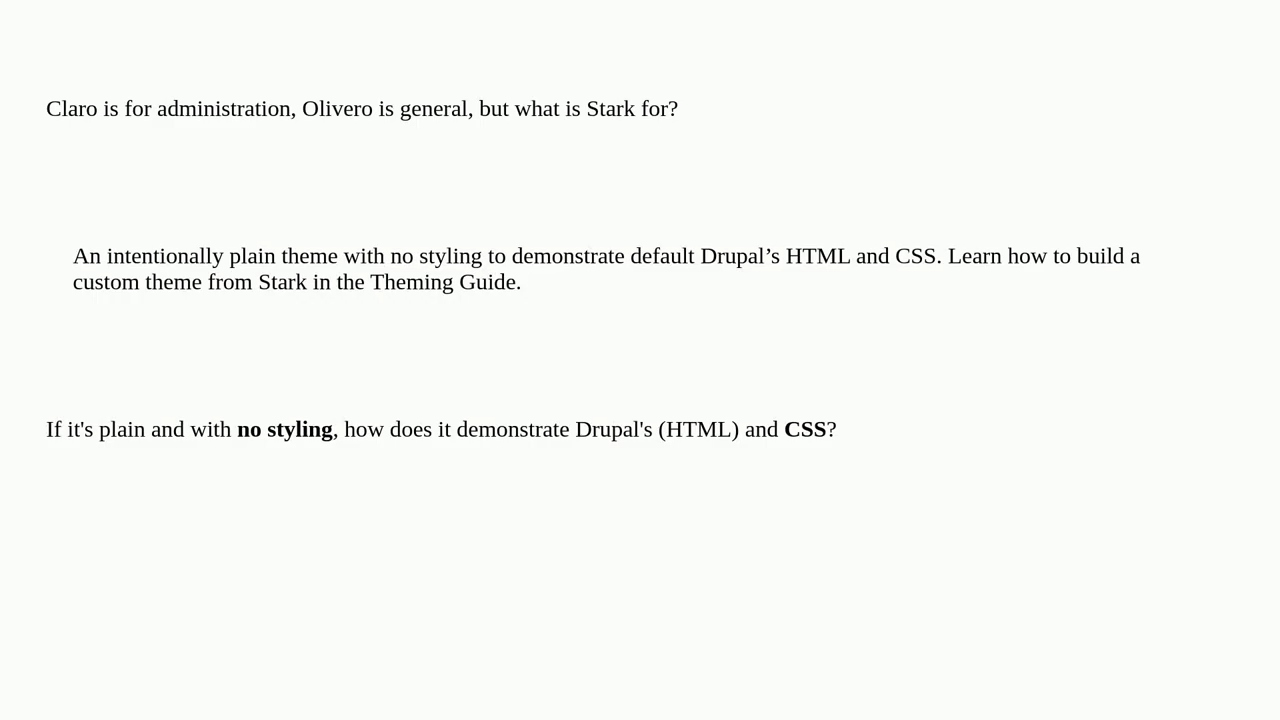 Claro is for administration, Olivero is general, but what is Stark for?
An intentionally plain theme with no styling to demonstrate default Drupal’s HTML and CSS. Learn how to build a
custom theme from Stark in the Theming Guide.
If it's plain and with no styling, how does it demonstrate Drupal's (HTML) and CSS?